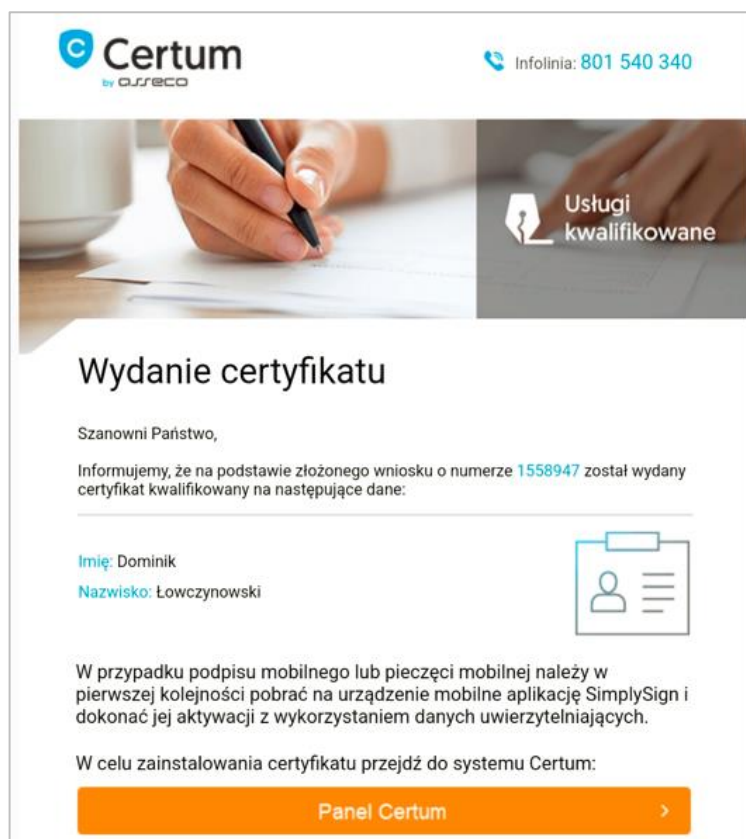 Certum
by asseco
Infolinia: 801 540 340
Usługi
kwalifikowane
Wydanie certyfikatu
Szanowni Państwo,
Informujemy, że na podstawie złożonego wniosku o numerze 1558947 został wydany
certyfikat kwalifikowany na następujące dane:
Imię: Dominik
Nazwisko: Łowczynowski
W przypadku podpisu mobilnego lub pieczęci mobilnej należy w
pierwszej kolejności pobrać na urządzenie mobilne aplikację SimplySign i
dokonać jej aktywacji z wykorzystaniem danych uwierzytelniających.
W celu zainstalowania certyfikatu przejdź do systemu Certum:
Panel Certum